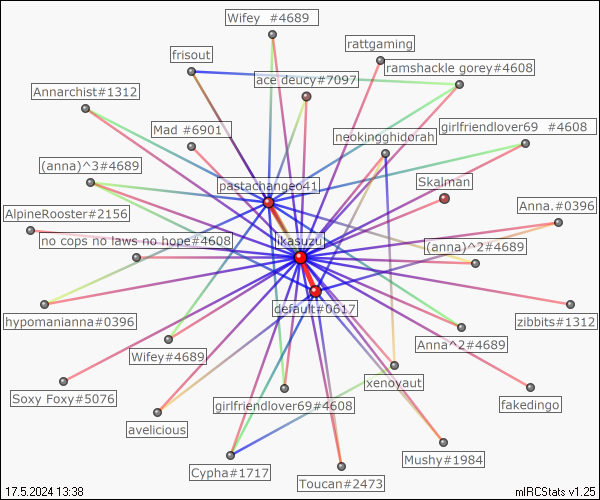 Wifey  #4689
rattgaming
frisout
ramshackle gorey#4608
ace deucy#7097
Annarchist#1312
Mad #6901
girlfriendlover69  #4608
neokingghidorah
(anna)^3#4689
pastachangeo41
Skalman
AlpineRooster#2156
Anna.#0396
no cops no laws no hope#4608
likasuzu
(anna)^2#4689
default#0617
hypomanianna#0396
zibbits#1312
Wifey#4689
Anna^2#4689
xenoyaut
Soxy Foxy#5076
girlfriendlover69#4608
fakedingo
avelicious
Cypha#1717
Mushy#1984
Toucan#2473
17.5.2024 13:38
mIRCStats v1.25